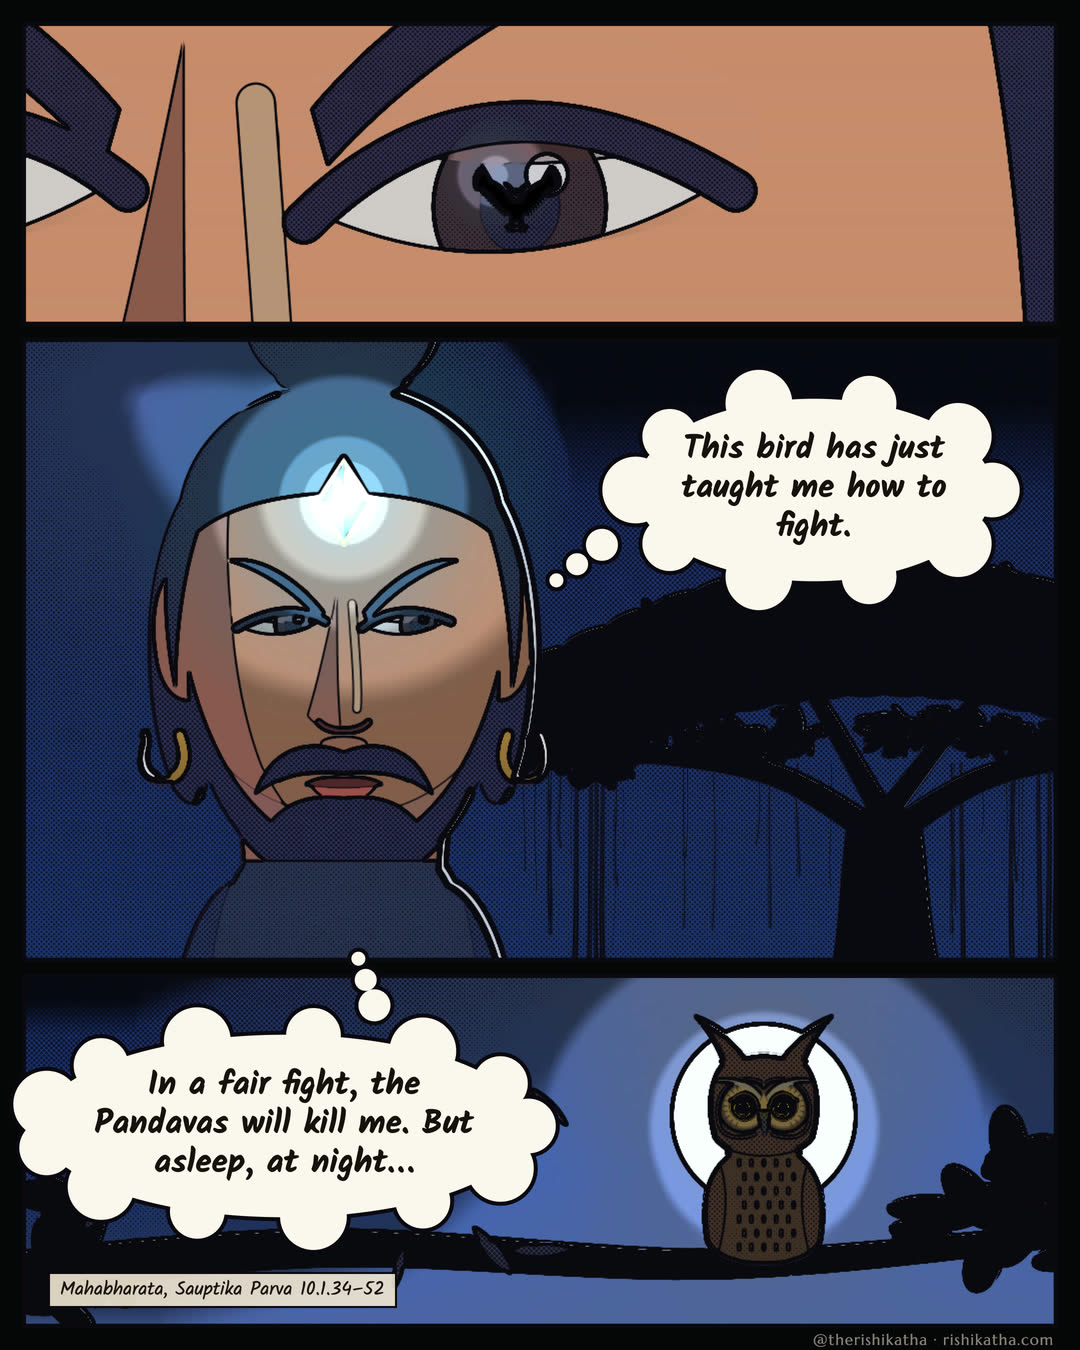 This bird has just
taught me how to
fight.
In a fair fight, the
Pandavas will kill me. But
asleep, at night...
Mahabharata, Sauptika Parva 10.1.34–52
@therishikatha · rishikatha.com